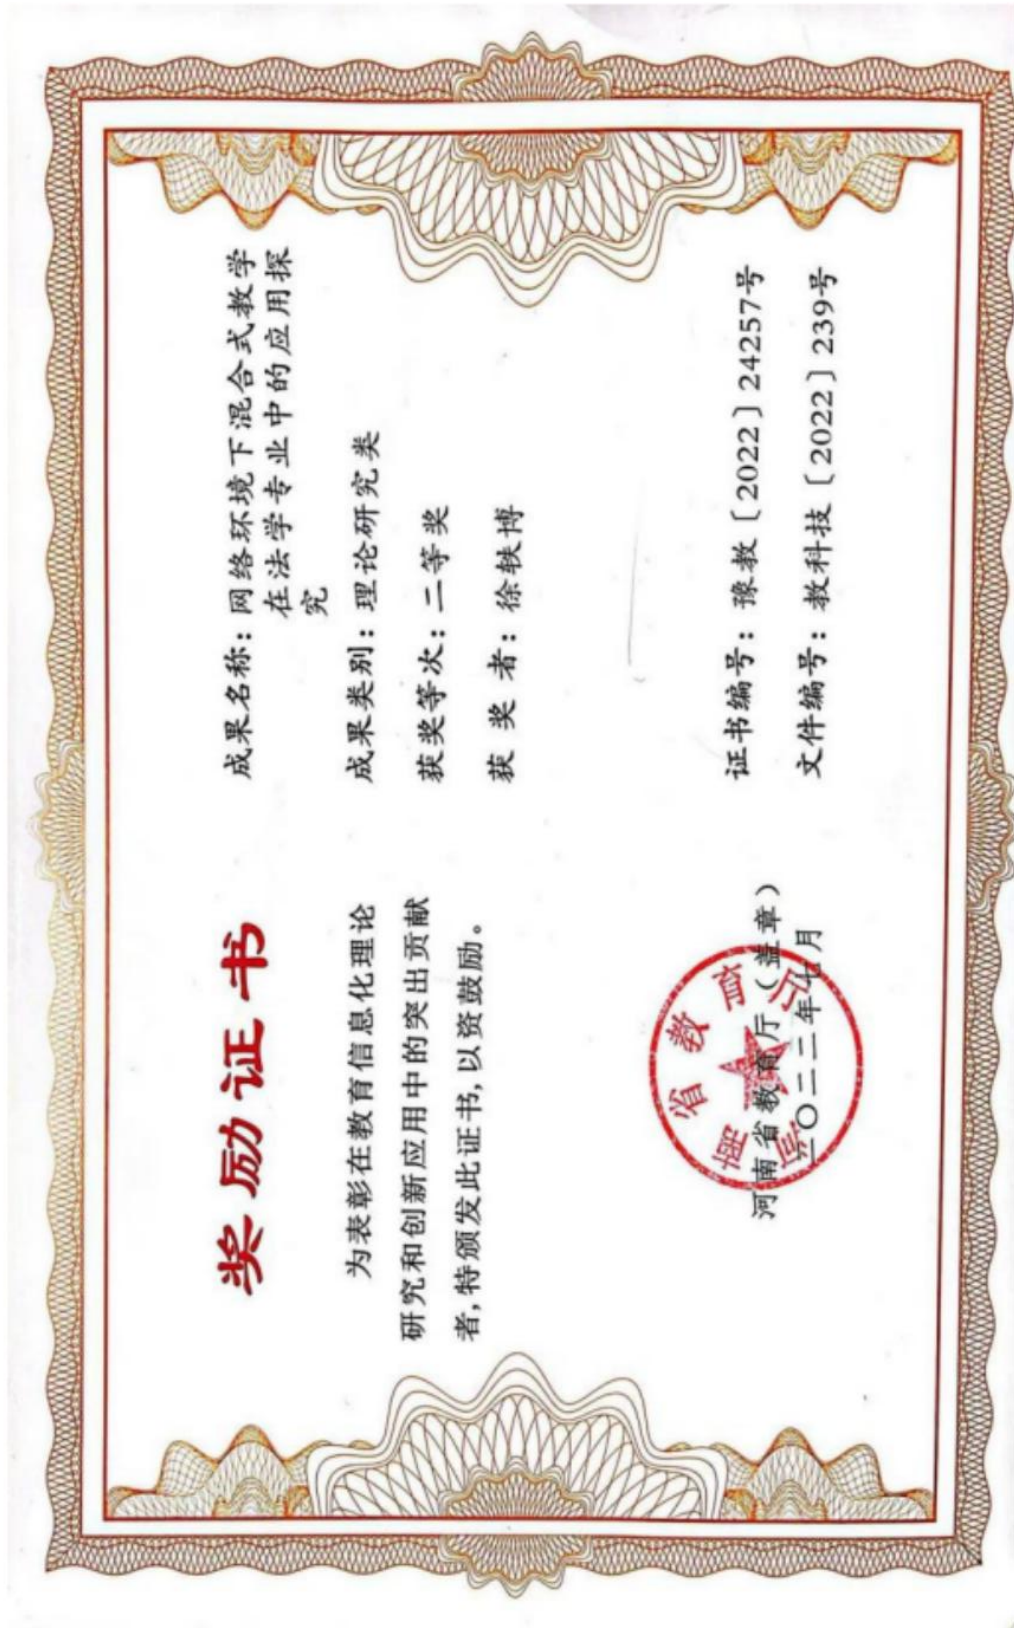 奖励证书
为表彰在教育信息化理论
研究和创新应用中的突出贡献
者，特颁发此证书，以资鼓励。
河南省教育厅（盖章）
二〇二二年七月
河南省教育厅
成果名称：网络环境下混合式教学
在法学专业中的应用探
究
成果类别：理论研究类
获奖等次：二等奖
获奖者：徐轶博
证书编号：豫教〔2022〕24257号
文件编号：教科技〔2022〕239号